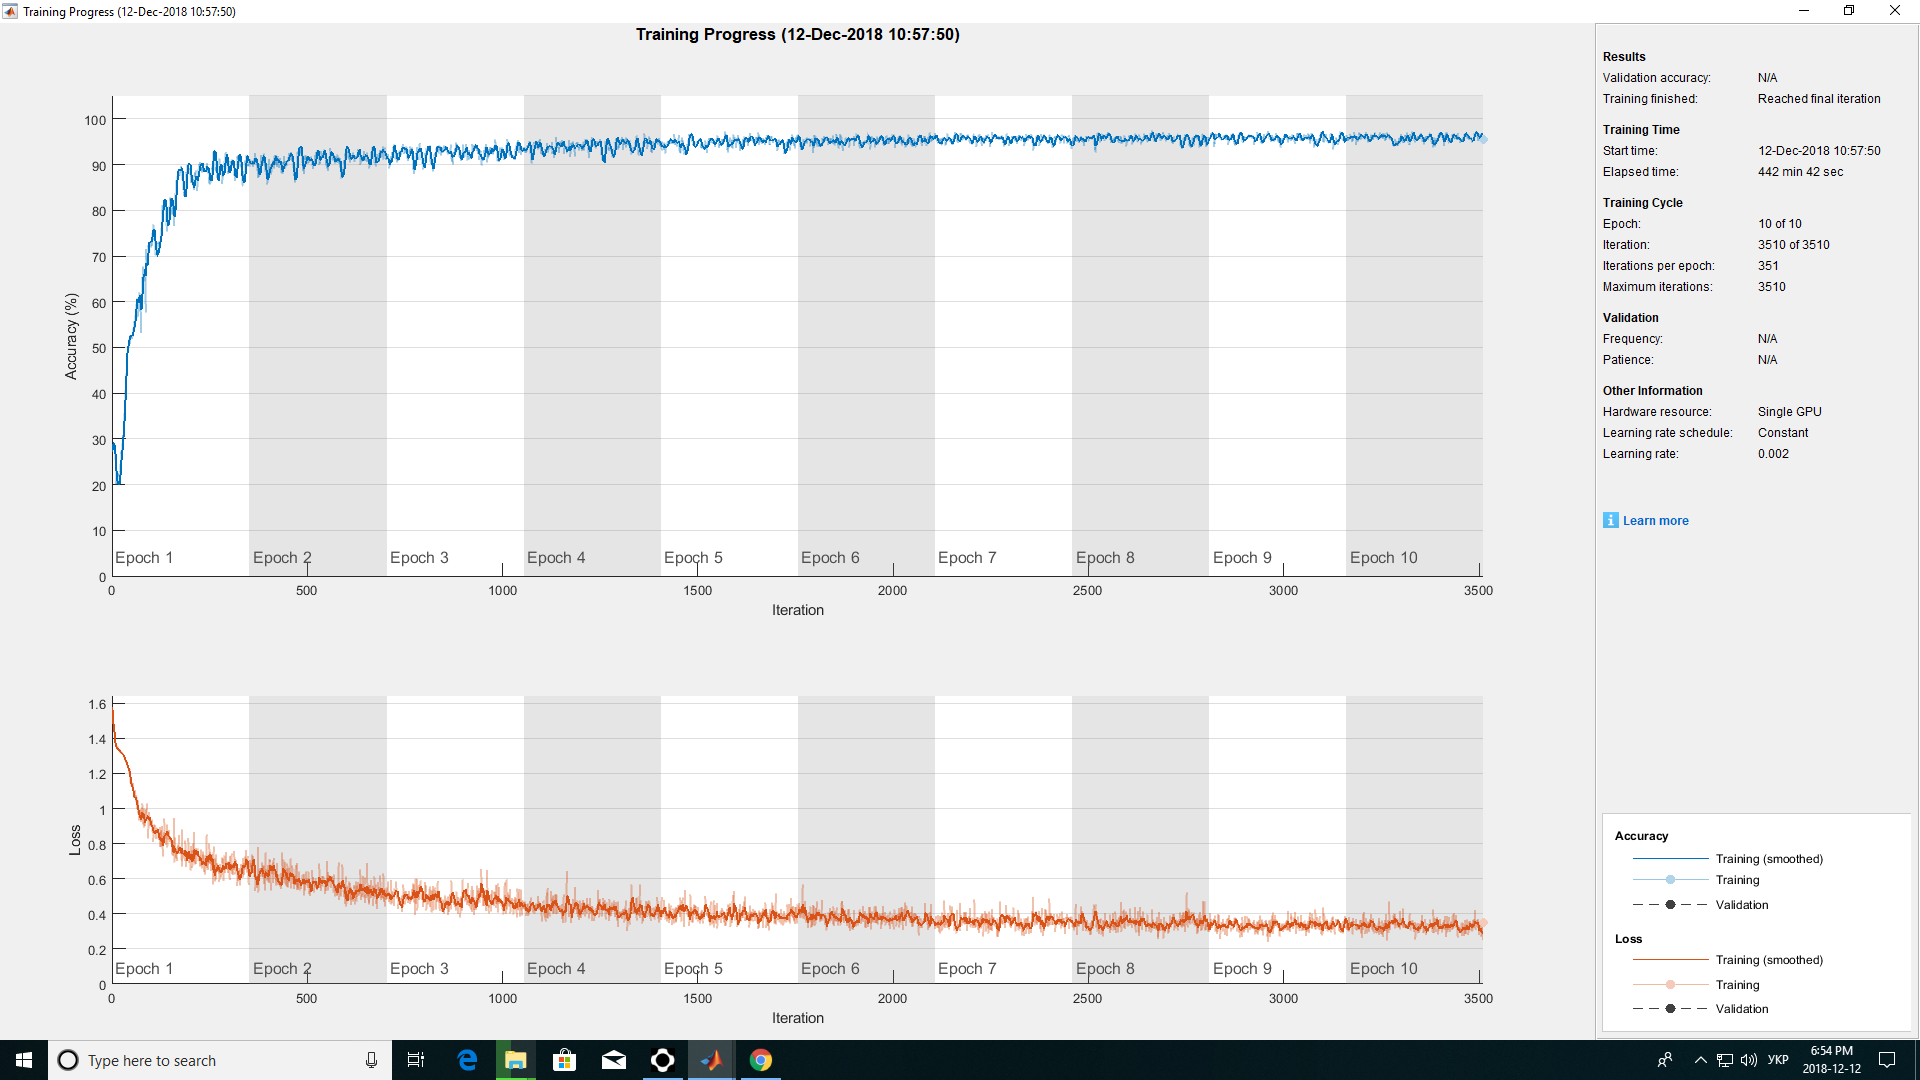 Training Progress (12-Dec-2018 10:57:50)
Training Progress (12-Dec-2018 10:57:50)
100
90
80
70
60
50
40
30
20
10
0
Accuracy (%)
Epoch 1 Epoch 2 Epoch 3 Epoch 4 Epoch 5 Epoch 6 Epoch 7 Epoch 8 Epoch 9 Epoch 10
0 500 1000 1500 2000 2500 3000 3500
Iteration
1.6
1.4
1.2
1
0.8
0.6
0.4
0.2
0
Loss
Epoch 1 Epoch 2 Epoch 3 Epoch 4 Epoch 5 Epoch 6 Epoch 7 Epoch 8 Epoch 9 Epoch 10
0 500 1000 1500 2000 2500 3000 3500
Iteration
Results
Validation accuracy: N/A
Training finished: Reached final iteration
Training Time
Start time: 12-Dec-2018 10:57:50
Elapsed time: 442 min 42 sec
Training Cycle
Epoch: 10 of 10
Iteration: 3510 of 3510
Iterations per epoch: 351
Maximum iterations: 3510
Validation
Frequency: N/A
Patience: N/A
Other Information
Hardware resource: Single GPU
Learning rate schedule: Constant
Learning rate: 0.002
Learn more
Accuracy
Training (smoothed)
Training
Validation
Loss
Training (smoothed)
Training
Validation
Type here to search
УКР
6:54 PM
2018-12-12